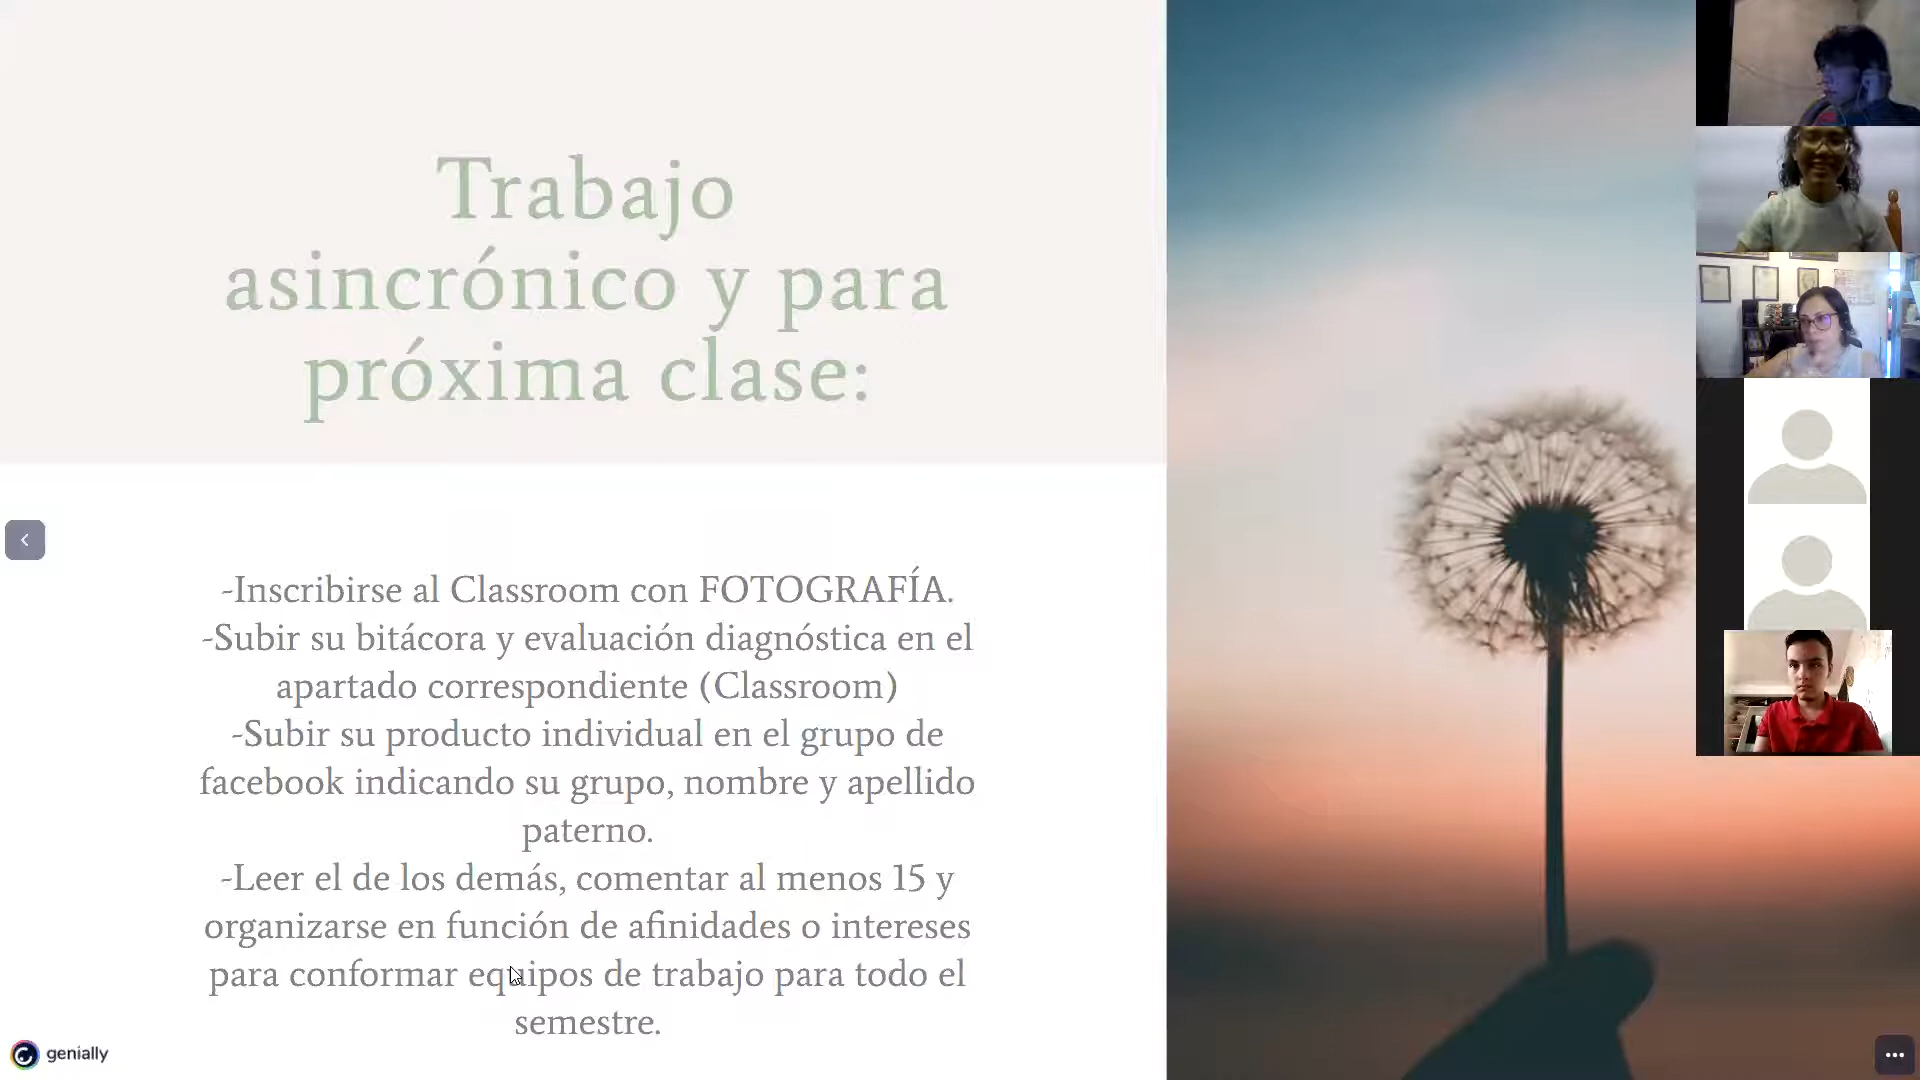 Trabajo
asincrónico y para
próxima clase:
-Inscribirse al Classroom con FOTOGRAFÍA.
-Subir su bitácora y evaluación diagnóstica en el
apartado correspondiente (Classroom)
-Subir su producto individual en el grupo de
facebook indicando su grupo, nombre y apellido
paterno.
-Leer el de los demás, comentar al menos 15 y
organizarse en función de afinidades o intereses
para conformar equipos de trabajo para todo el
semestre.
genially